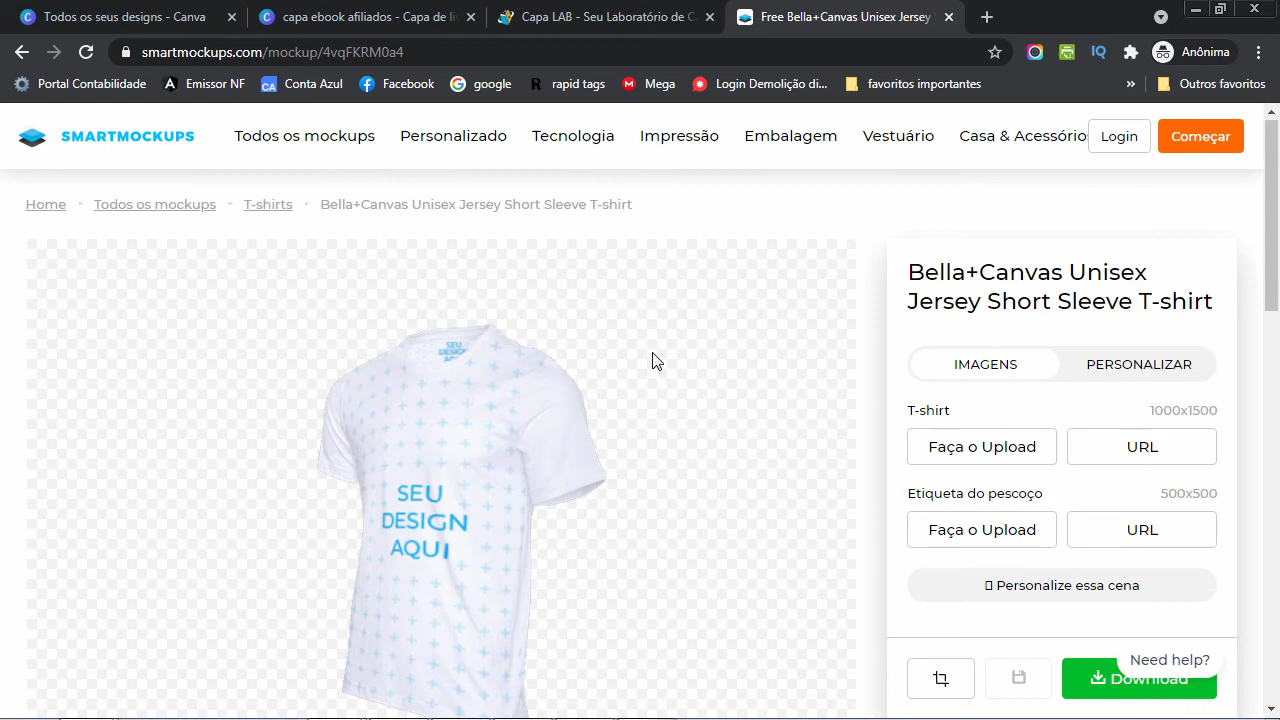 Todos os seus designs - Canva
capa ebook afiliados - Capa de li
Capa LAB - Seu Laboratório de C
Free Bella+Canvas Unisex Jersey
smartmockups.com/mockup/4vqFKRM0a4
Anônima
Portal Contabilidade
Emissor NF
Conta Azul
Facebook
google
rapid tags
Mega
Login Demolição di...
favoritos importantes
Outros favoritos
SMARTMOCKUPS
Todos os mockups
Personalizado
Tecnologia
Impressão
Embalagem
Vestuário
Casa & Acessório
Login
Começar
Home
Todos os mockups
T-shirts
Bella+Canvas Unisex Jersey Short Sleeve T-shirt
SEU
DESIGN
AQUI
SEU
DESIGN
AQUI
Bella+Canvas Unisex
Jersey Short Sleeve T-shirt
IMAGENS
PERSONALIZAR
T-shirt
1000x1500
Faça o Upload
URL
Etiqueta do pescoço
500x500
Faça o Upload
URL
Personalize essa cena
Need help?
Download